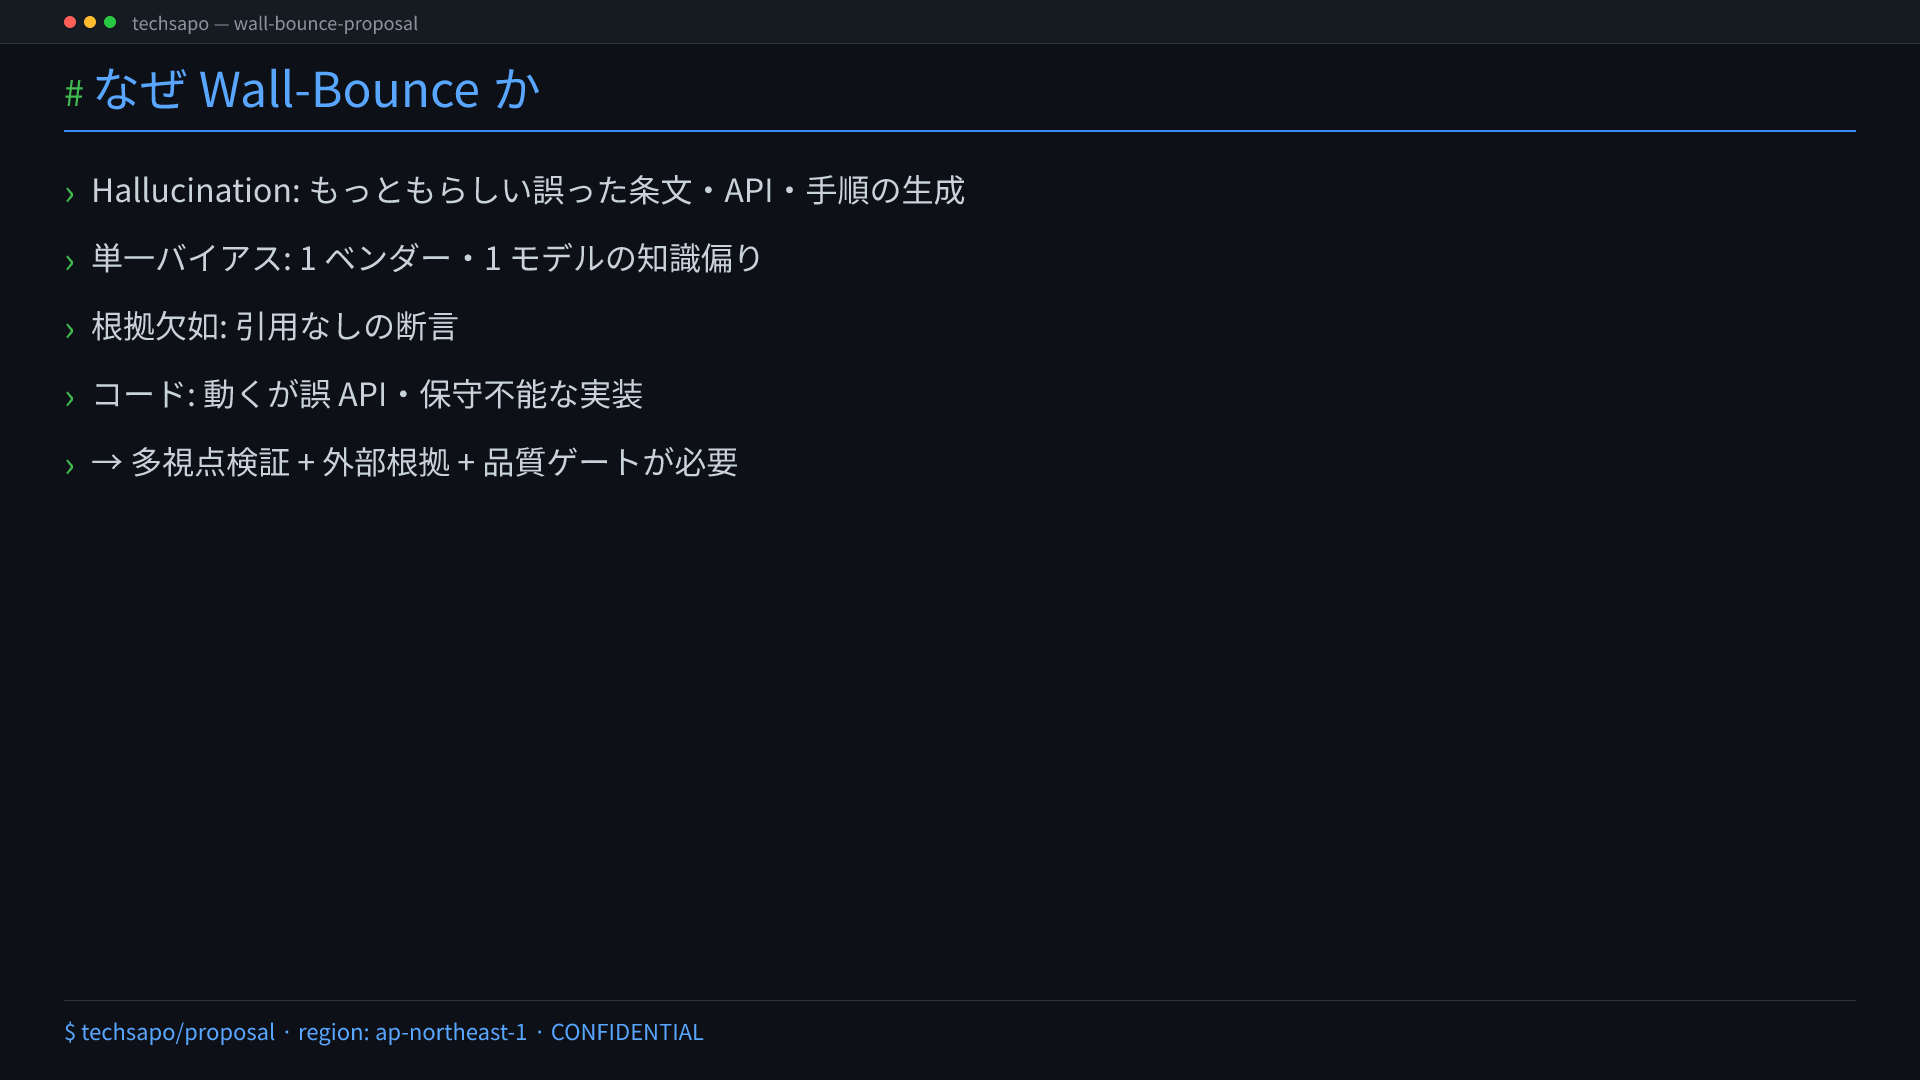 techsapo — wall-bounce-proposal
# なぜ Wall-Bounce か
› Hallucination: もっともらしい誤った条文・API・手順の生成
› 単一バイアス: 1 ベンダー・1 モデルの知識偏り
› 根拠欠如: 引用なしの断言
› コード: 動くが誤 API・保守不能な実装
› → 多視点検証 + 外部根拠 + 品質ゲートが必要
$ techsapo/proposal · region: ap-northeast-1 · CONFIDENTIAL